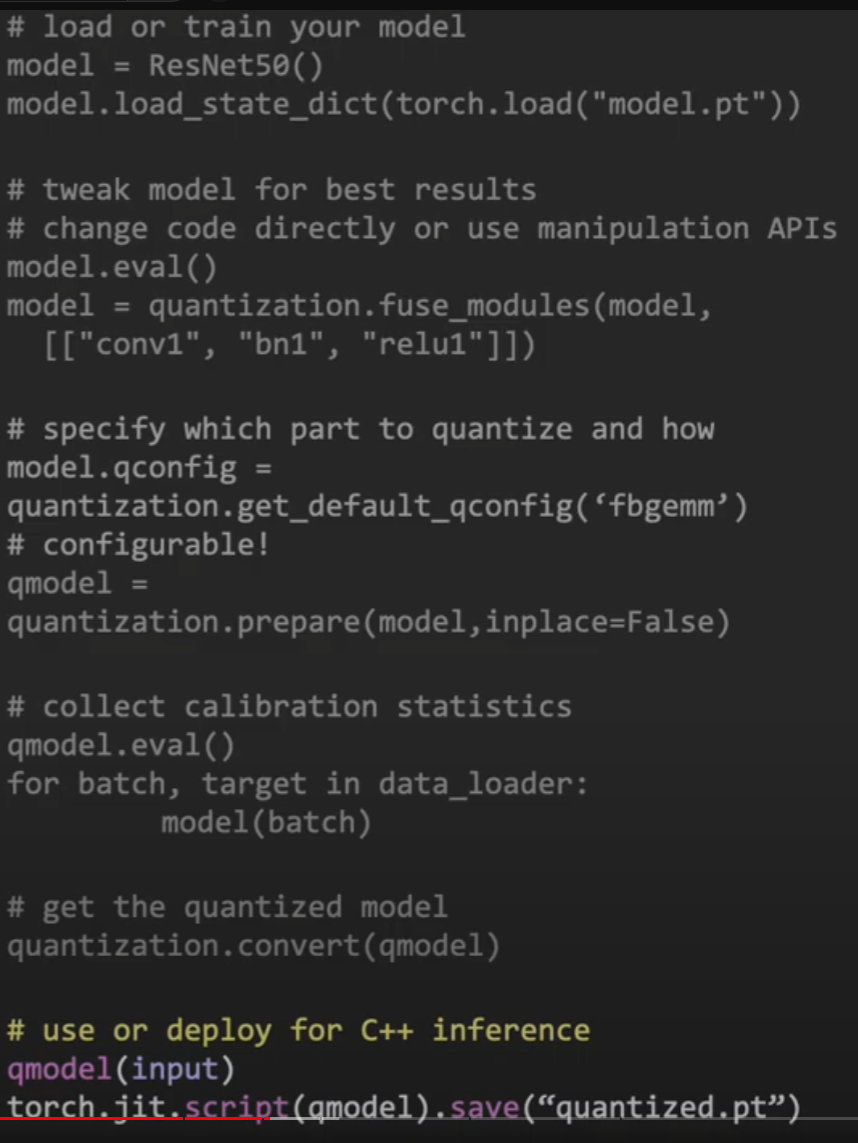 # load or train your model
model = ResNet50()
model.load_state_dict(torch.load("model.pt"))
# tweak model for best results
# change code directly or use manipulation APIs
model.eval()
model = quantization.fuse_modules(model,
[["conv1", "bn1", "relu1"]])
# specify which part to quantize and how
model.qconfig =
quantization.get_default_qconfig(‘fbgemm’)
# configurable!
qmodel =
quantization.prepare(model,inplace=False)
# collect calibration statistics
qmodel.eval()
for batch, target in data_loader:
model(batch)
# get the quantized model
quantization.convert(qmodel)
# use or deploy for C++ inference
qmodel(input)
torch.jit.script(qmodel).save(“quantized.pt”)